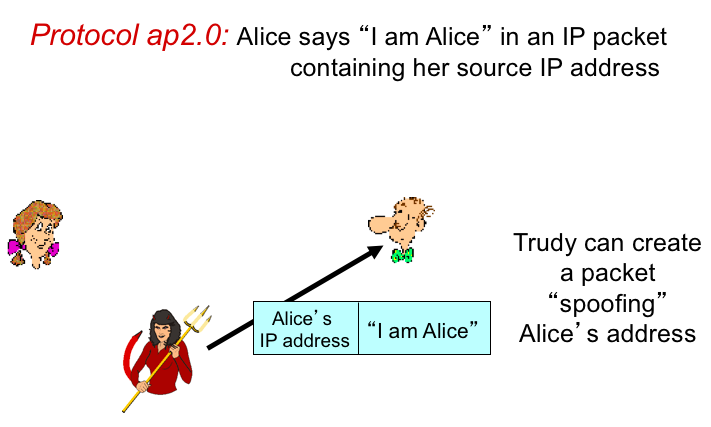 Protocol ap2.0: Alice says “I am Alice” in an IP packet
containing her source IP address
Trudy can create
a packet
“spoofing”
Alice’s address
Alice’s
IP address
“I am Alice”